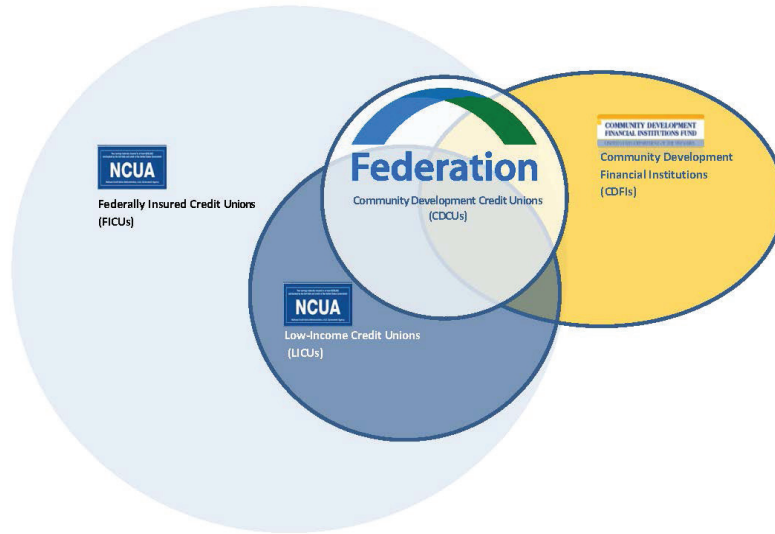 NCUA
Federally Insured Credit Unions
(FICUs)
Federation
Community Development Credit Unions
(CDCUs)
COMMUNITY DEVELOPMENT
FINANCIAL INSTITUTIONS FUND
Community Development
Financial Institutions
(CDFIs)
NCUA
Low-Income Credit Unions
(LICUs)